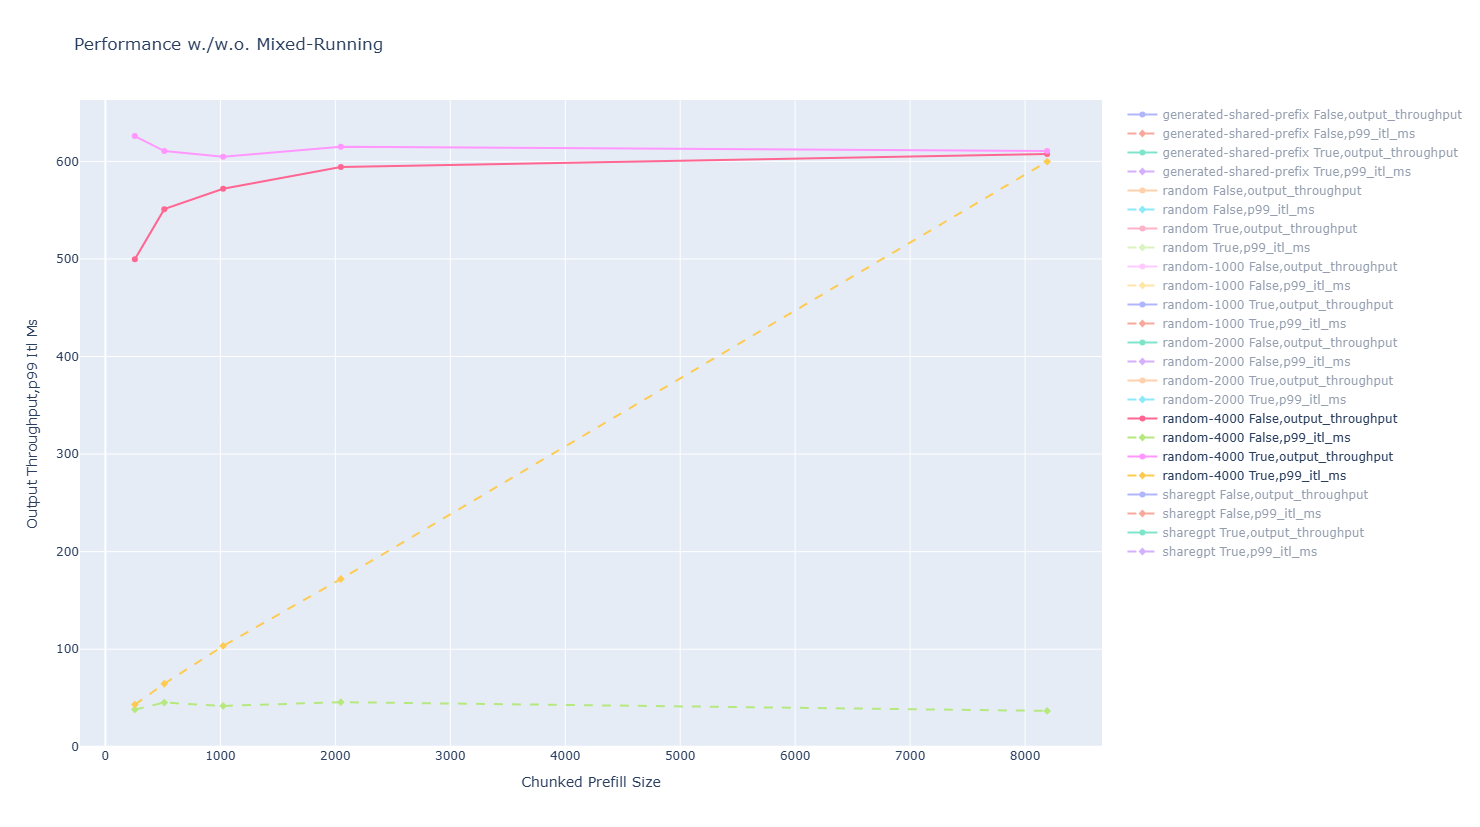 Performance w./w.o. Mixed-Running
Output Throughput,p99 Itl Ms
600
500
400
300
200
100
0
0
1000
2000
3000
4000
5000
6000
7000
8000
Chunked Prefill Size
generated-shared-prefix False,output_throughput
generated-shared-prefix False,p99_itl_ms
generated-shared-prefix True,output_throughput
generated-shared-prefix True,p99_itl_ms
random False,output_throughput
random False,p99_itl_ms
random True,output_throughput
random True,p99_itl_ms
random-1000 False,output_throughput
random-1000 False,p99_itl_ms
random-1000 True,output_throughput
random-1000 True,p99_itl_ms
random-2000 False,output_throughput
random-2000 False,p99_itl_ms
random-2000 True,output_throughput
random-2000 True,p99_itl_ms
random-4000 False,output_throughput
random-4000 False,p99_itl_ms
random-4000 True,output_throughput
random-4000 True,p99_itl_ms
sharegpt False,output_throughput
sharegpt False,p99_itl_ms
sharegpt True,output_throughput
sharegpt True,p99_itl_ms